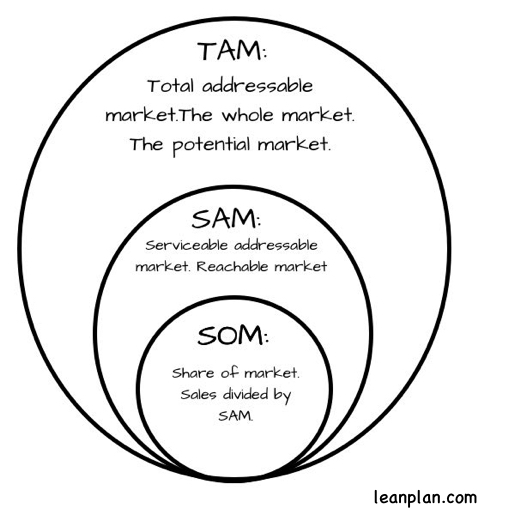 TAM:
Total addressable
market.The whole market.
The potential market.
SAM:
Serviceable addressable
market. Reachable market
SOM:
Share of market.
Sales divided by
SAM.
leanplan.com